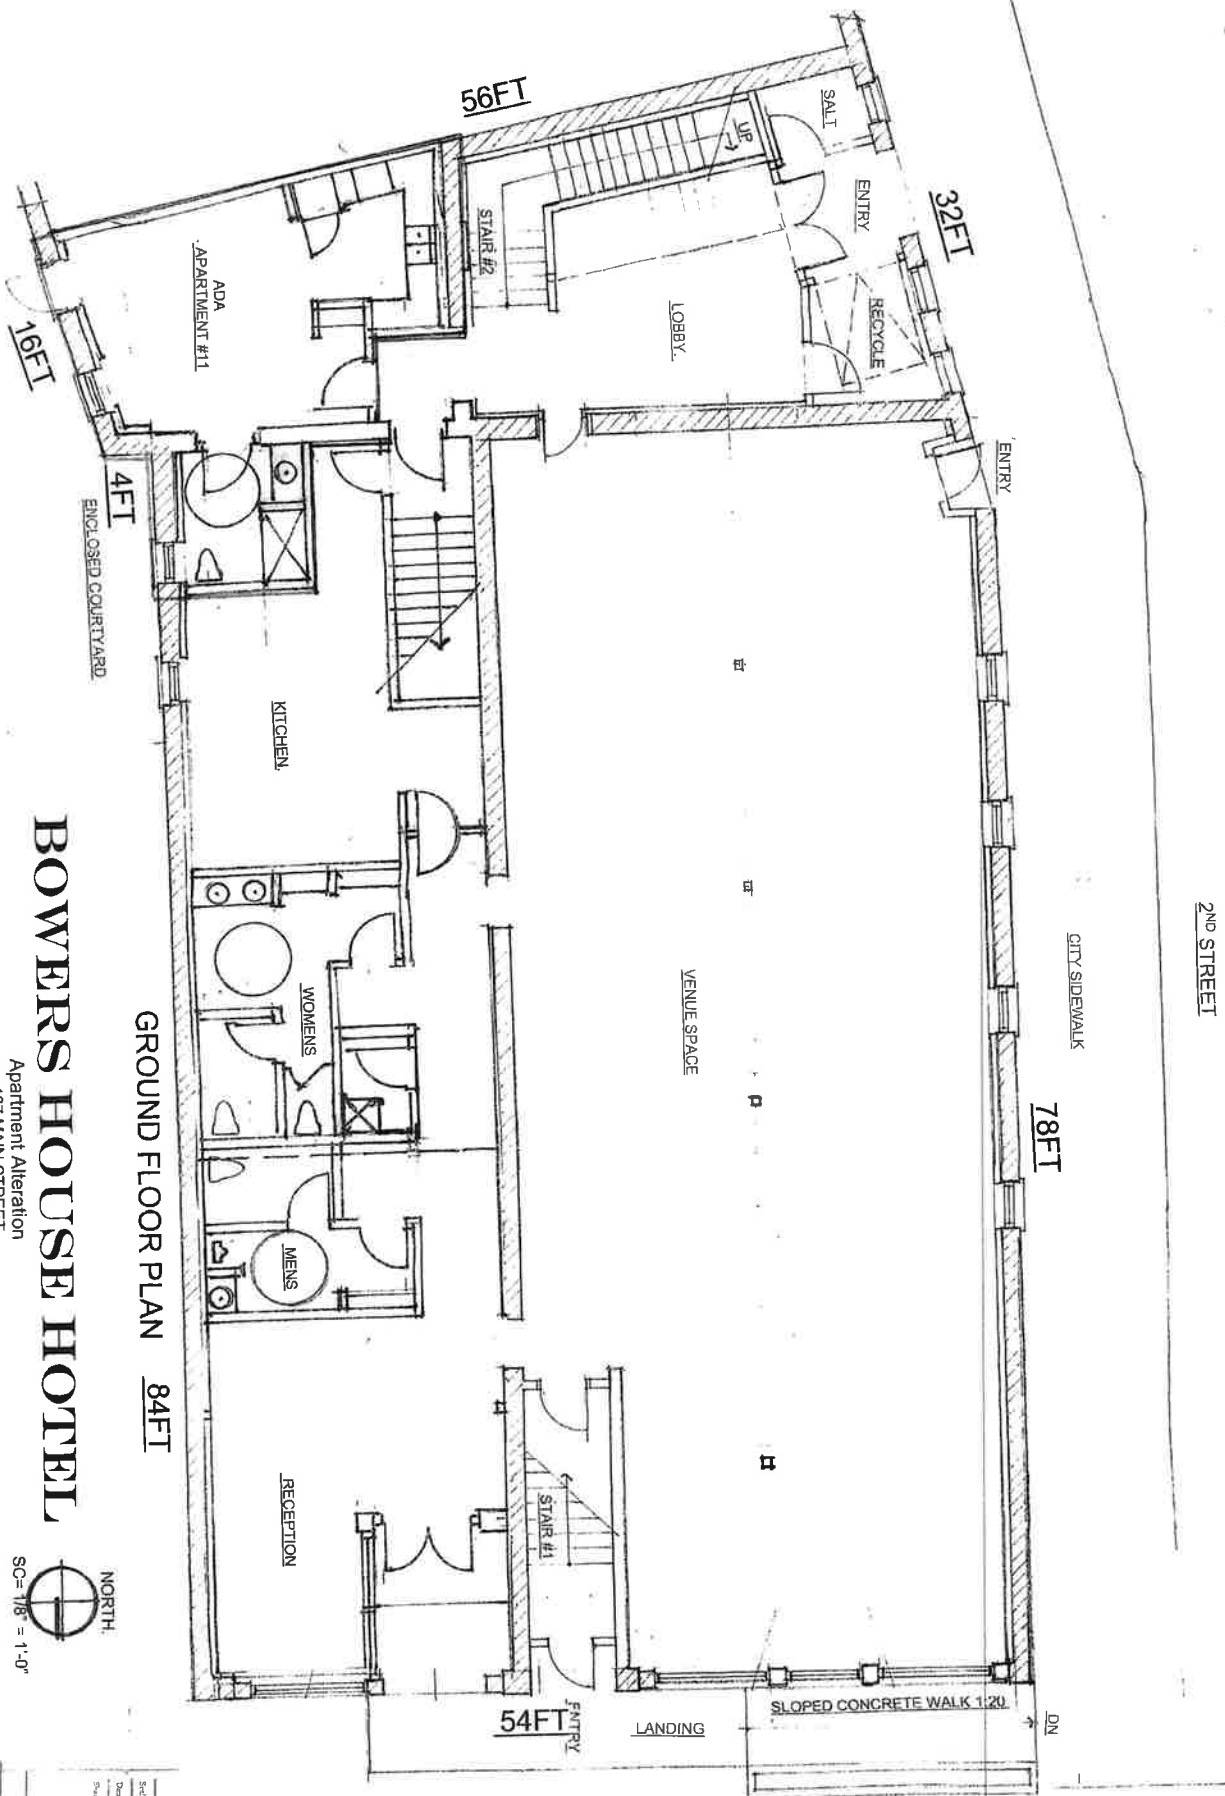 56FT
SALT
UP
ENTRY
32FT
STAIR #2
LOBBY.
RECYCLE
ADA
APARTMENT #11
16FT
4FT
ENCLOSED COURTYARD
ENTRY
KITCHEN.
VENUE SPACE
CITY SIDEWALK
2ND STREET
WOMENS
78FT
MENS
GROUND FLOOR PLAN 84FT
RECEPTION
STAIR #1
54FT
ENTRY
LANDING
SLOPED CONCRETE WALK 1:20
DN
BOWERS HOUSE HOTEL
Apartment Alteration
MAIN STREET
NORTH.
SC= 1/8" = 1'-0"